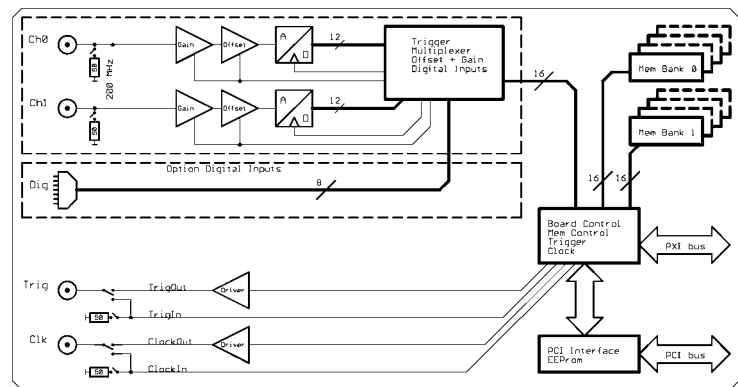 Ch0
50
200 MHz
Gain
Offset
A
D
12
Trigger
Multiplexer
Offset + Gain
Digital Inputs
16
Mem Bank 0
Ch1
50
Gain
Offset
A
D
12
Mem Bank 1
Option Digital Inputs
Dig
8
16
16
Board Control
Mem Control
Trigger
Clock
PXI bus
Trig
TrigOut
Driver
50
TrigIn
Clk
ClockOut
Driver
50
ClockIn
PCI Interface
EEProm
PCI bus